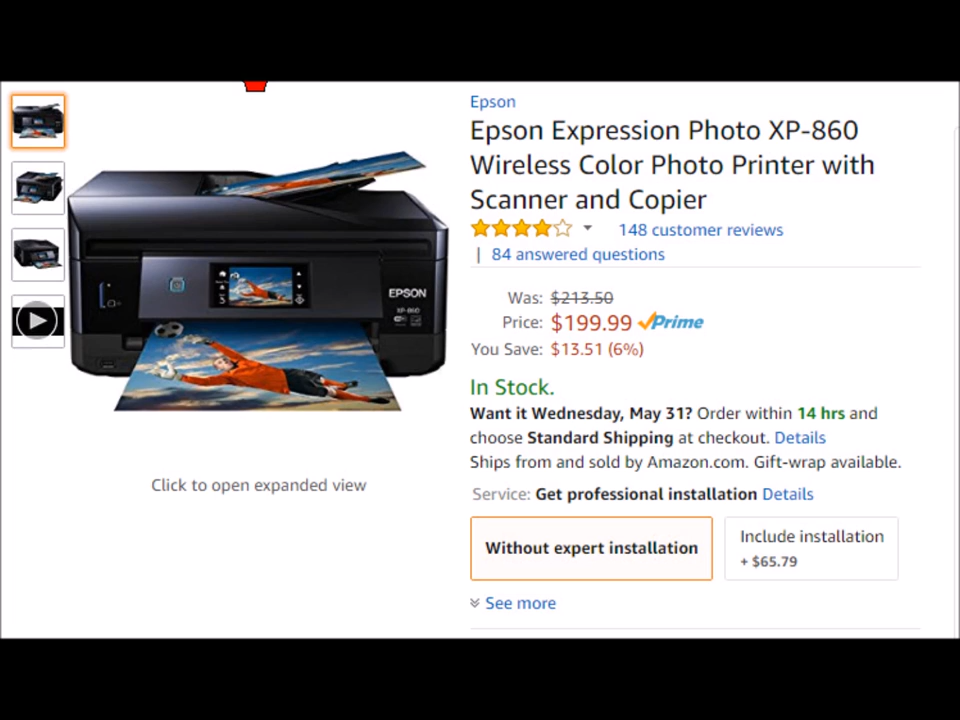 Epson
Epson Expression Photo XP-860
Wireless Color Photo Printer with
Scanner and Copier
148 customer reviews
| 84 answered questions
Was: $213.50
Price: $199.99 Prime
You Save: $13.51 (6%)
In Stock.
Want it Wednesday, May 31? Order within 14 hrs and
choose Standard Shipping at checkout. Details
Ships from and sold by Amazon.com. Gift-wrap available.
Service: Get professional installation Details
Without expert installation
Include installation
+ $65.79
See more
EPSON
XP-860
Click to open expanded view